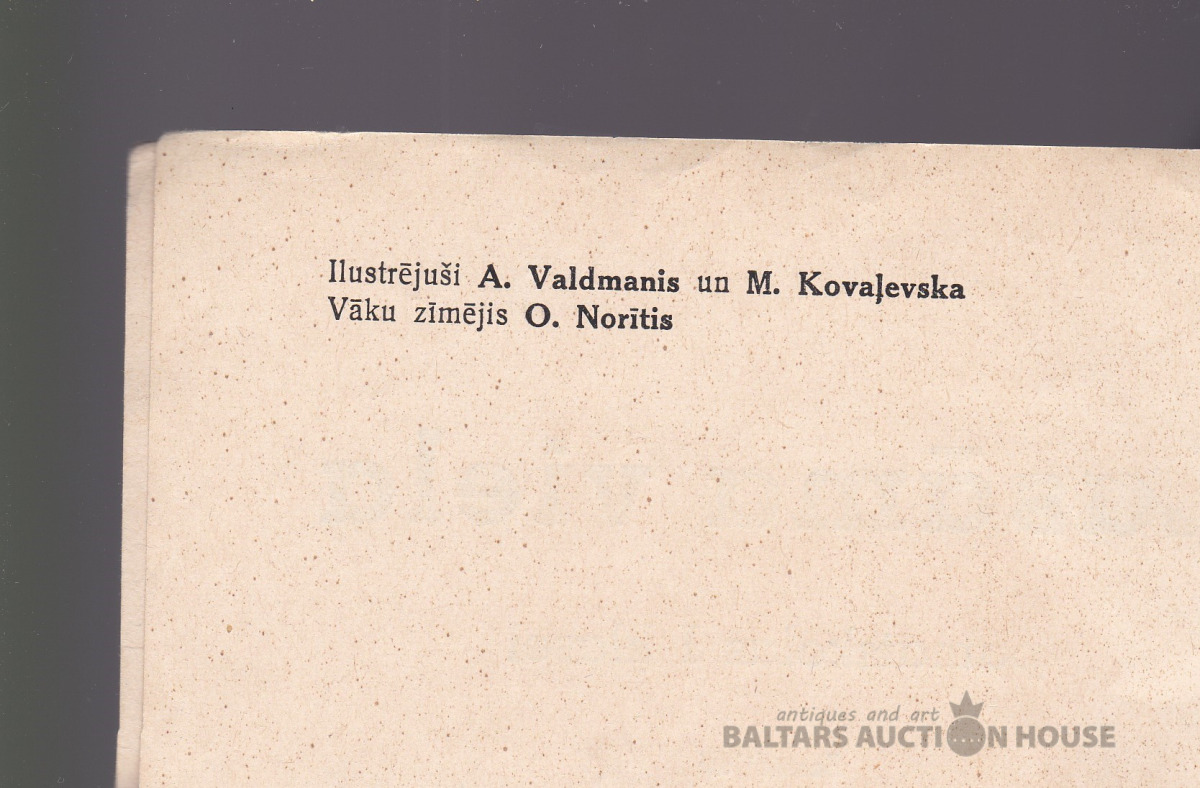 Ilustrējuši A. Valdmanis un M. Kovaļevska
Vāku zīmējis O. Norītis
antiques and art
BALTARS AUCTION HOUSE